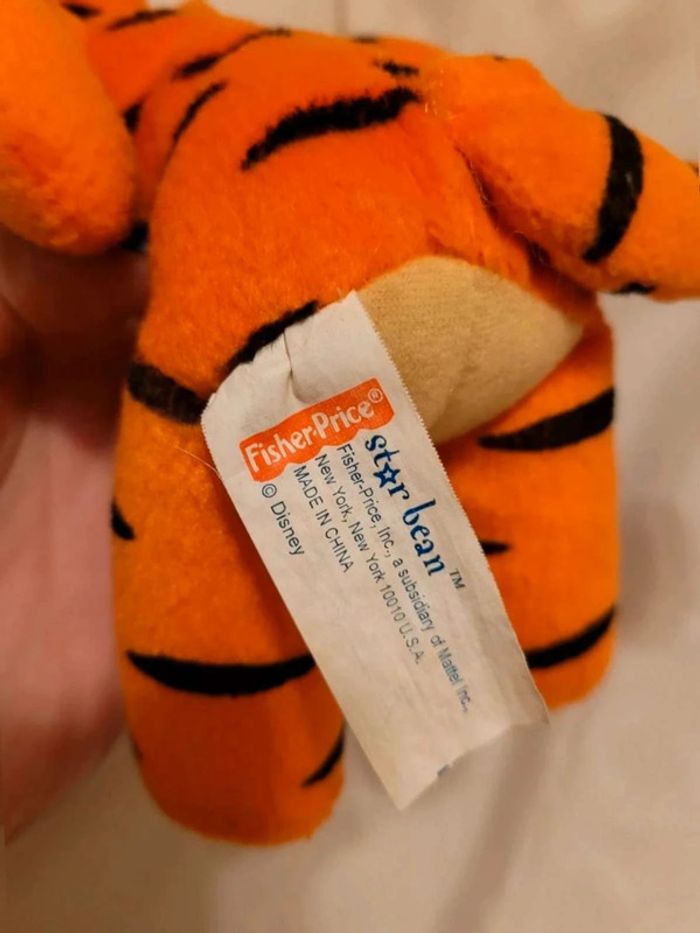 Fisher-Price®
star bean™
Fisher-Price, Inc., a subsidiary of Mattel Inc.,
New York, New York 10010 U.S.A.
MADE IN CHINA
© Disney